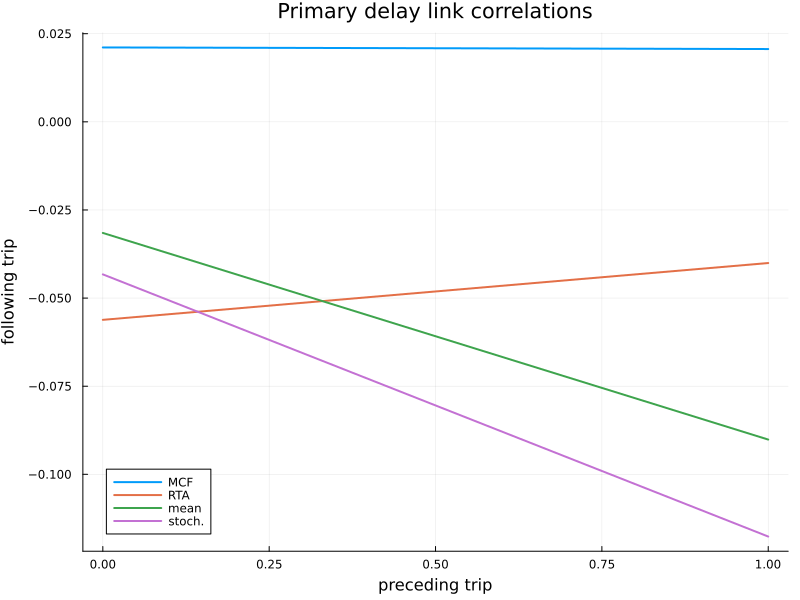 Primary delay link correlations
following trip
0.025
0.000
−0.025
−0.050
−0.075
−0.100
MCF
RTA
mean
stoch.
0.00 0.25 0.50 0.75 1.00
preceding trip